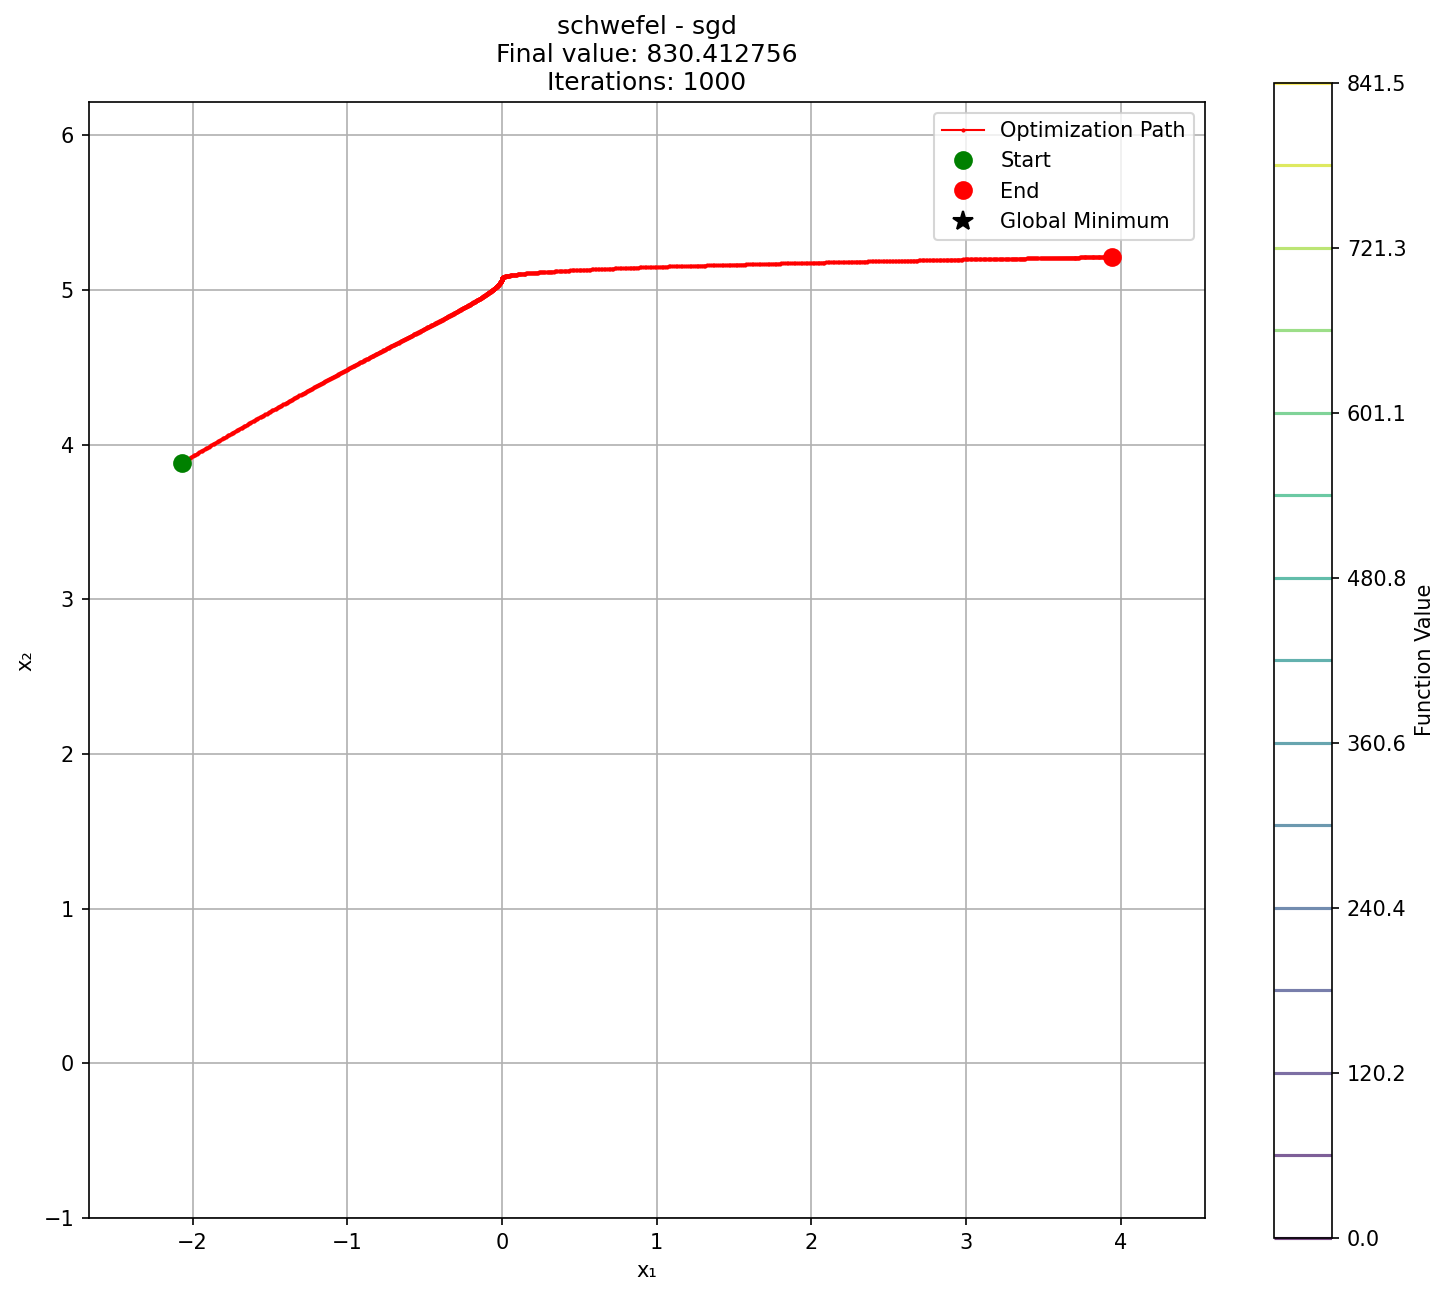 schwefel - sgd
Final value: 830.412756
Iterations: 1000
Optimization Path
Start
End
Global Minimum
6
5
4
3
2
1
0
−1
x₂
−2
−1
0
1
2
3
4
x₁
841.5
721.3
601.1
480.8
360.6
240.4
120.2
0.0
Function Value